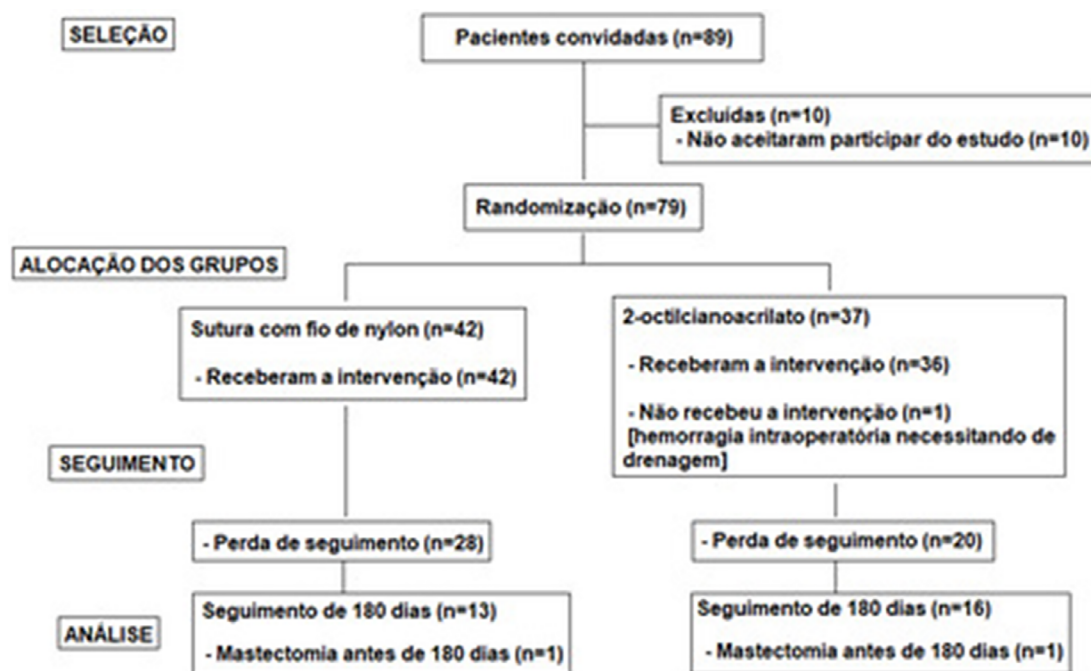 SELEÇÃO
Pacientes convidadas (n=89)
Excluídas (n=10)
- Não aceitaram participar do estudo (n=10)
Randomização (n=79)
ALOCAÇÃO DOS GRUPOS
Sutura com fio de nylon (n=42)
- Receberam a intervenção (n=42)
2-octilcianoacrilato (n=37)
- Receberam a intervenção (n=36)
- Não recebeu a intervenção (n=1)
[hemorragia intraoperatória necessitando de
drenagem]
SEGUIMENTO
- Perda de seguimento (n=28)
- Perda de seguimento (n=20)
ANÁLISE
Seguimento de 180 dias (n=13)
- Mastectomia antes de 180 dias (n=1)
Seguimento de 180 dias (n=16)
- Mastectomia antes de 180 dias (n=1)